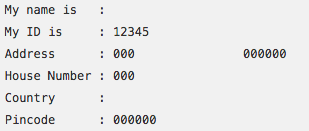 My name is   :
My ID is     : 12345
Address      : 000               000000
House Number : 000
Country      :
Pincode      : 000000